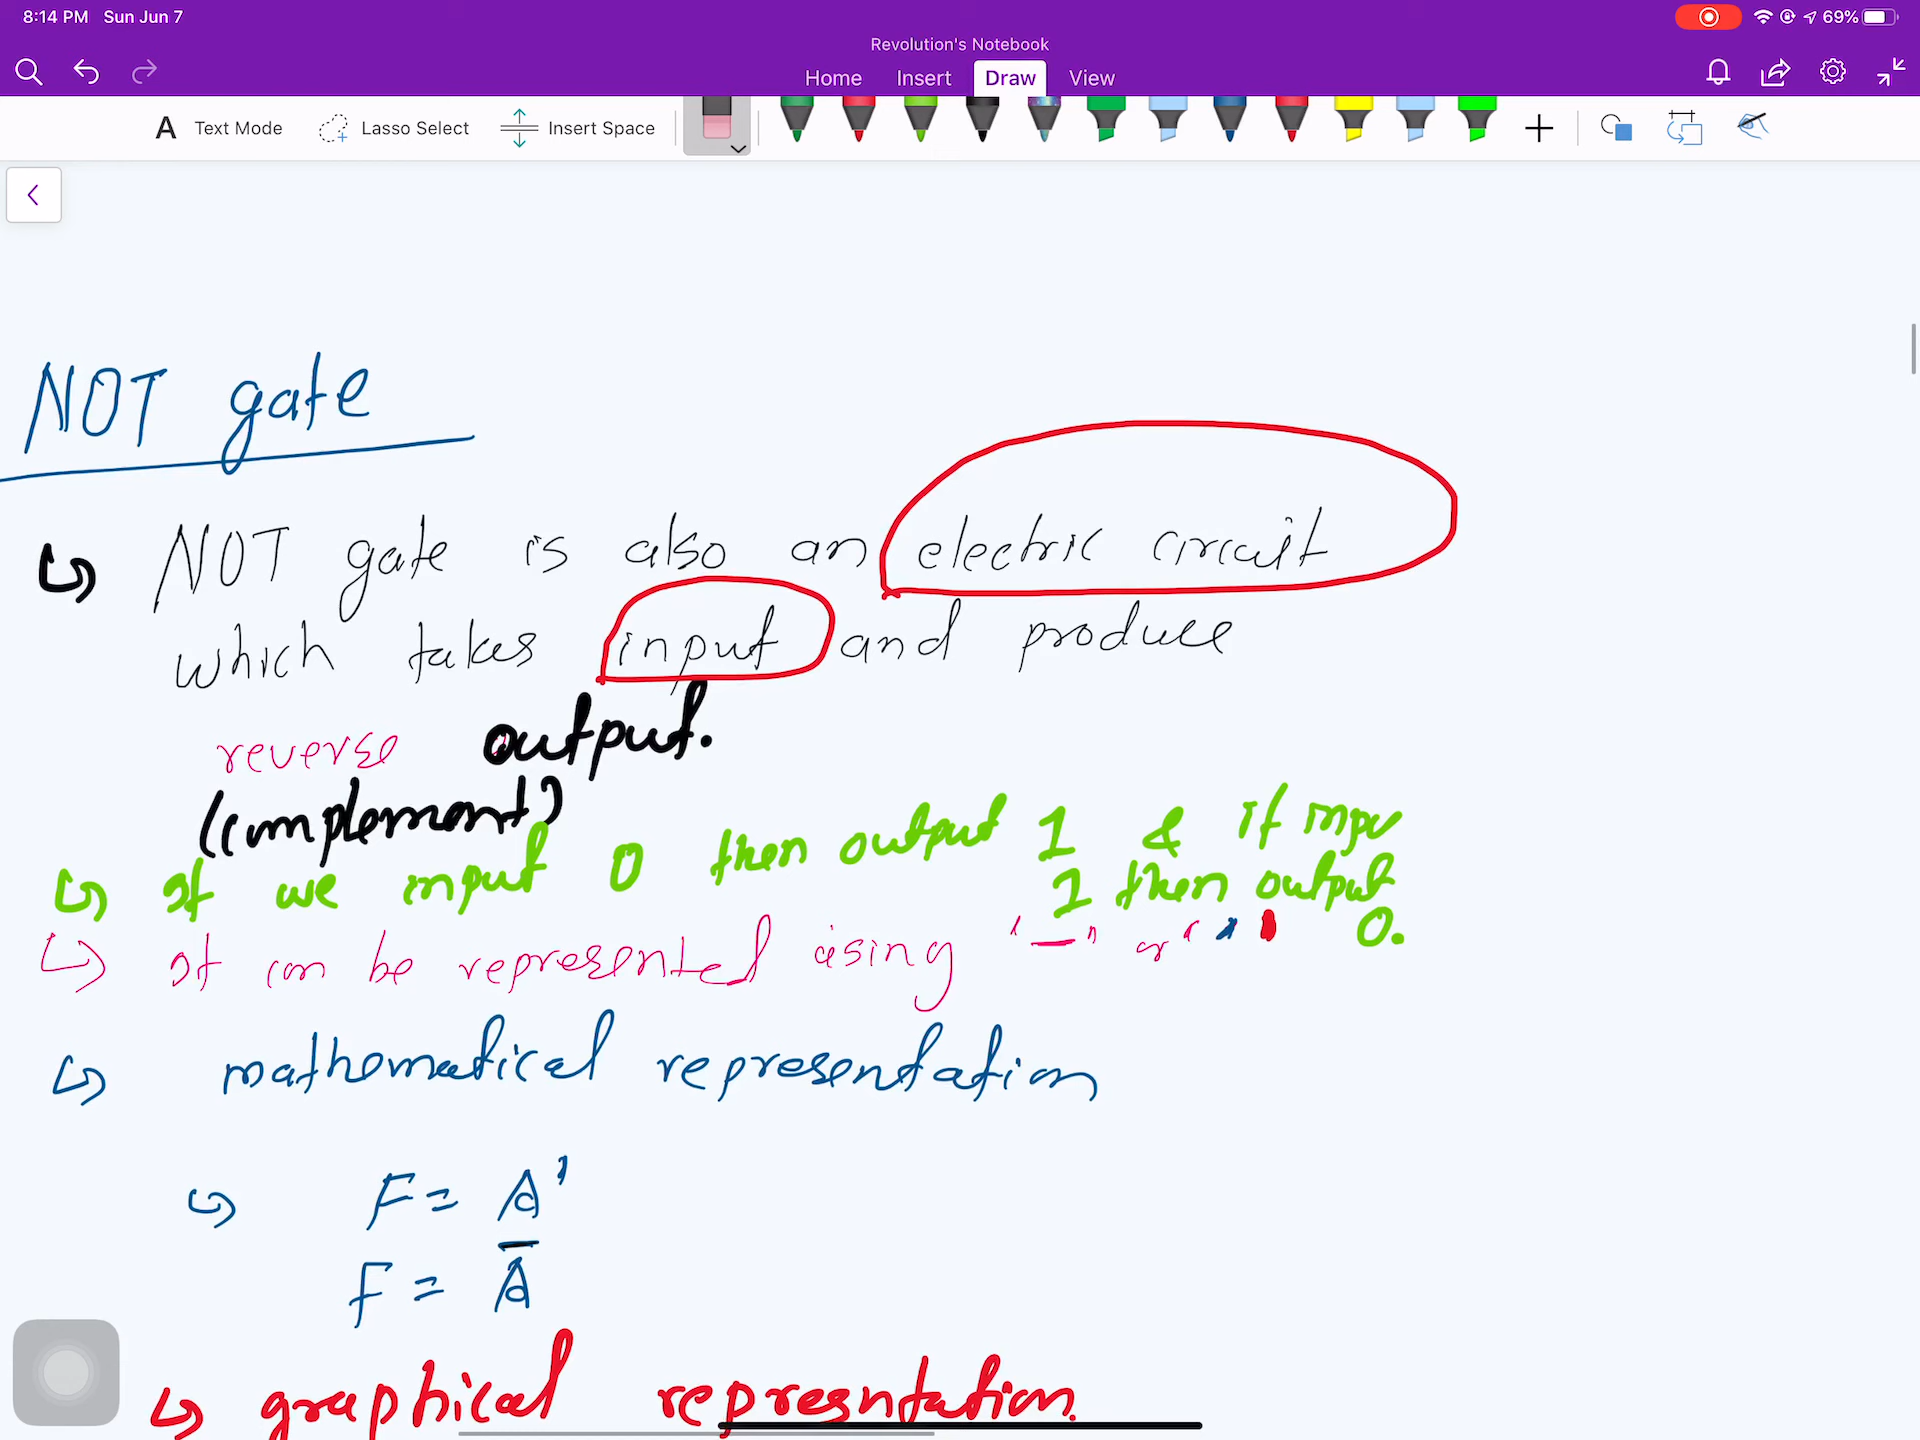 8:14 PM Sun Jun 7 69%
Revolution's Notebook
Home Insert Draw View
A Text Mode Lasso Select Insert Space
NOT gate
NOT gate is also an electric circuit
which takes input and produce
reverse output.
(complement)
If we input 0 then output 1 & if inpu
1 then output
0.
It can be represented using '—' or '
mathematical representation
F = A'
F = Ā
graphical represntation